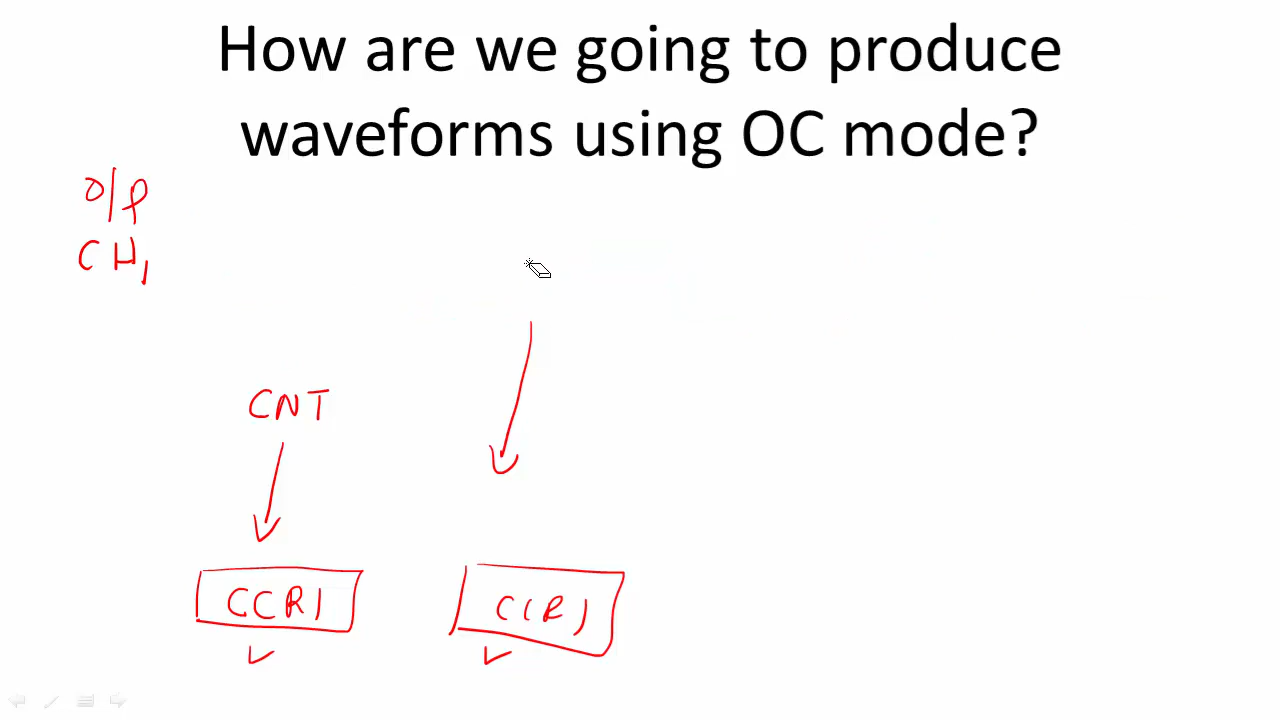 How are we going to produce
waveforms using OC mode?
O/P
CH1
CNT
CCR1
CCR1